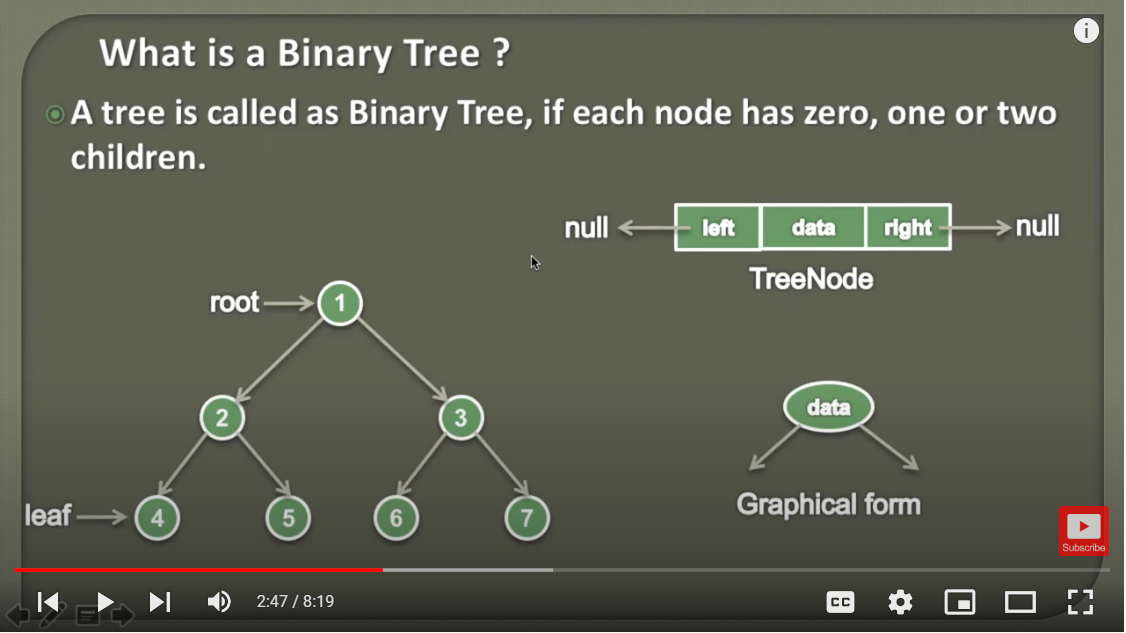 What is a Binary Tree ?
A tree is called as Binary Tree, if each node has zero, one or two
children.
null left data right null
TreeNode
root 1
2 3
data
leaf 4 5 6 7
Graphical form
Subscribe
2:47 / 8:19
CC